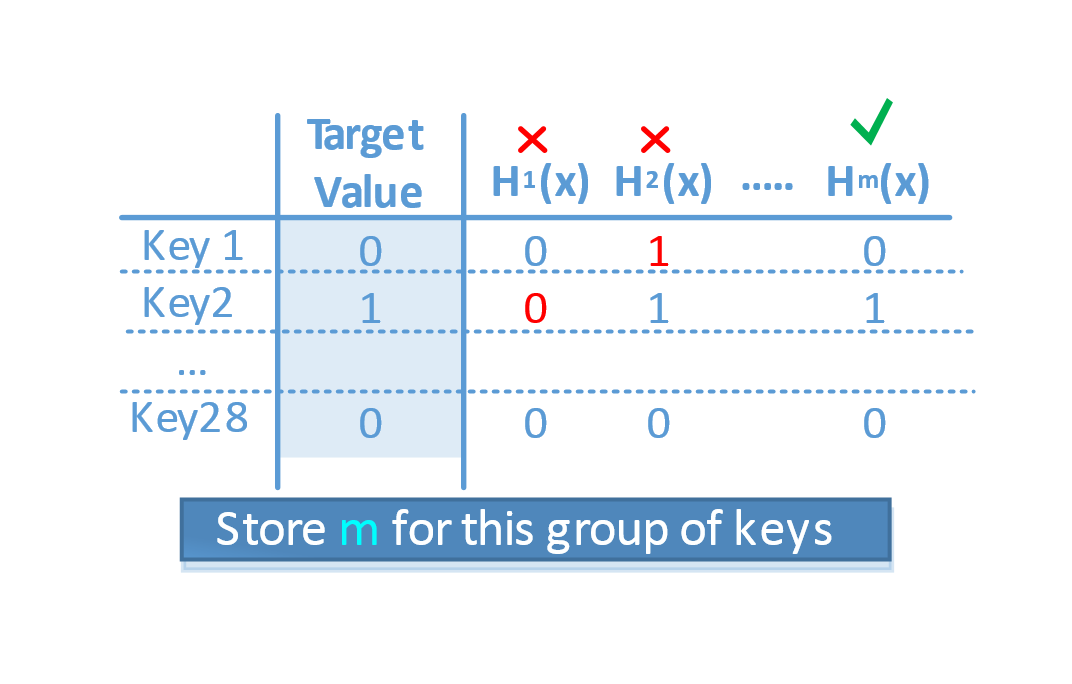 Target Value H1(x) H2(x) ..... Hm(x)
Key 1 0 0 1 0
Key2 1 0 1 1
...
Key28 0 0 0 0
Store m for this group of keys